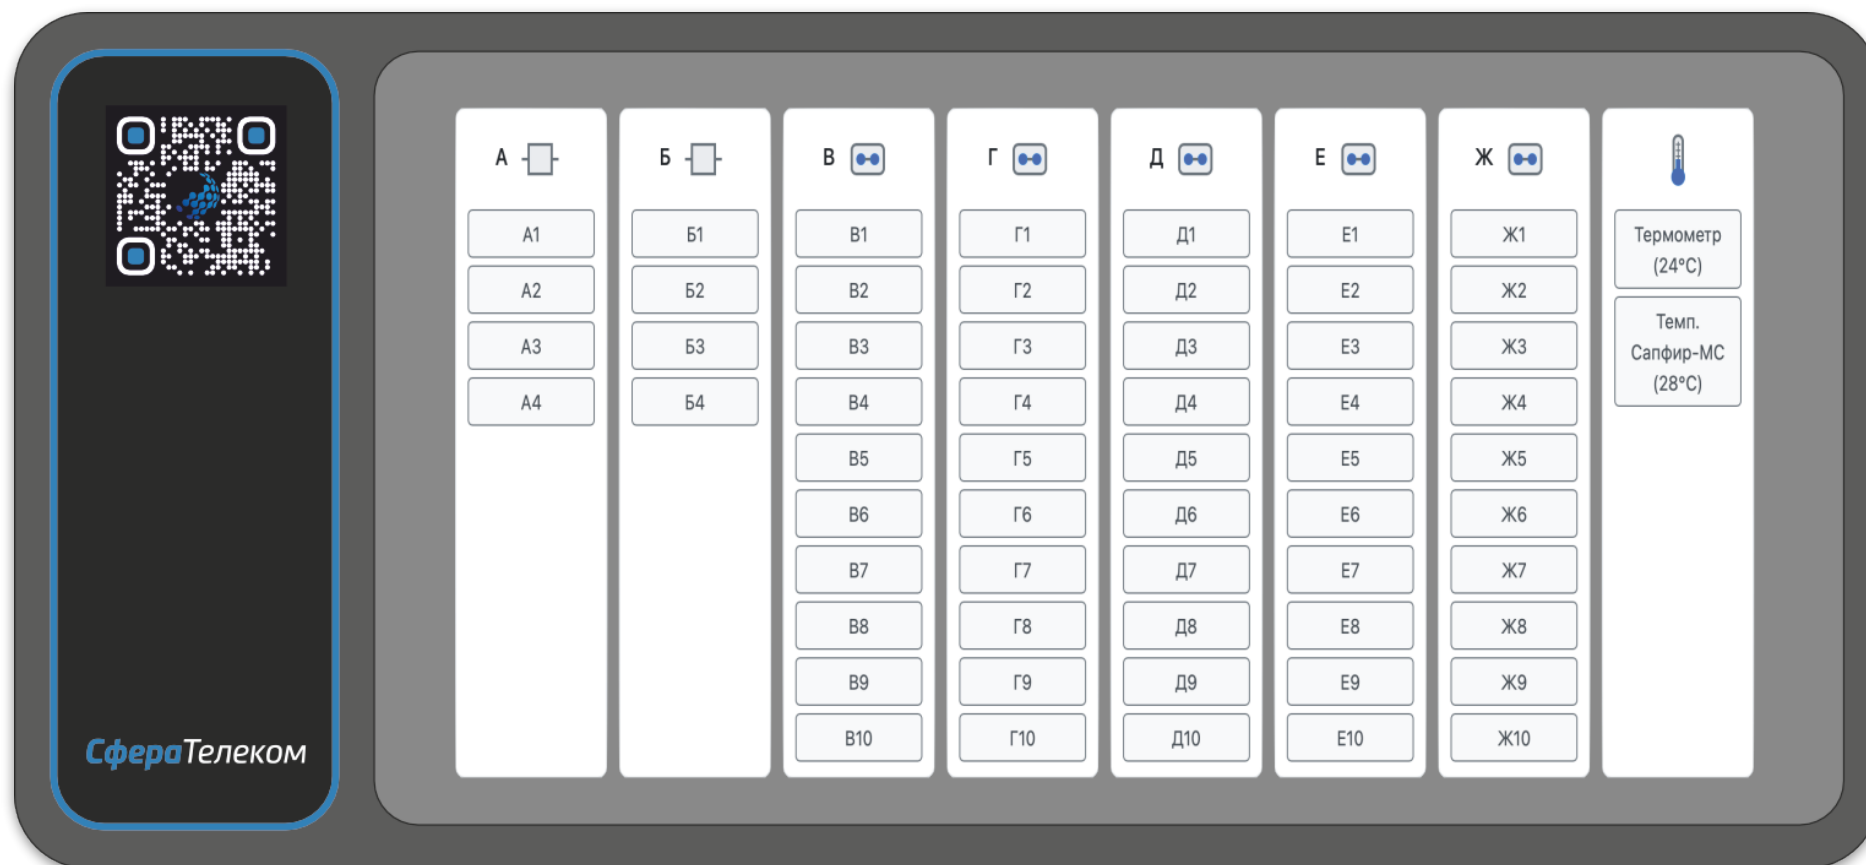 СфераТелеком
А
А1
А2
А3
А4
Б
Б1
Б2
Б3
Б4
В
В1
В2
В3
В4
В5
В6
В7
В8
В9
В10
Г
Г1
Г2
Г3
Г4
Г5
Г6
Г7
Г8
Г9
Г10
Д
Д1
Д2
Д3
Д4
Д5
Д6
Д7
Д8
Д9
Д10
Е
Е1
Е2
Е3
Е4
Е5
Е6
Е7
Е8
Е9
Е10
Ж
Ж1
Ж2
Ж3
Ж4
Ж5
Ж6
Ж7
Ж8
Ж9
Ж10
Термометр
(24°C)
Темп.
Сапфир-МС
(28°C)